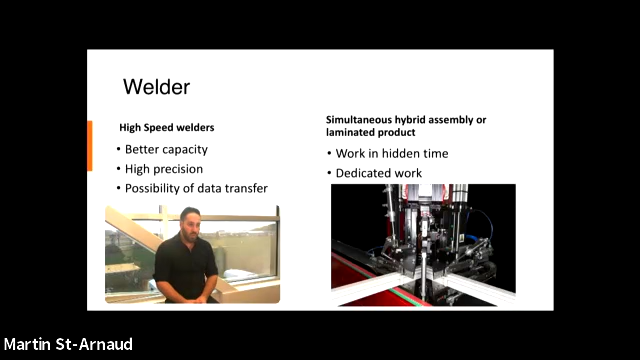 Welder
High Speed welders
• Better capacity
• High precision
• Possibility of data transfer
Simultaneous hybrid assembly or
laminated product
• Work in hidden time
• Dedicated work
Martin St-Arnaud